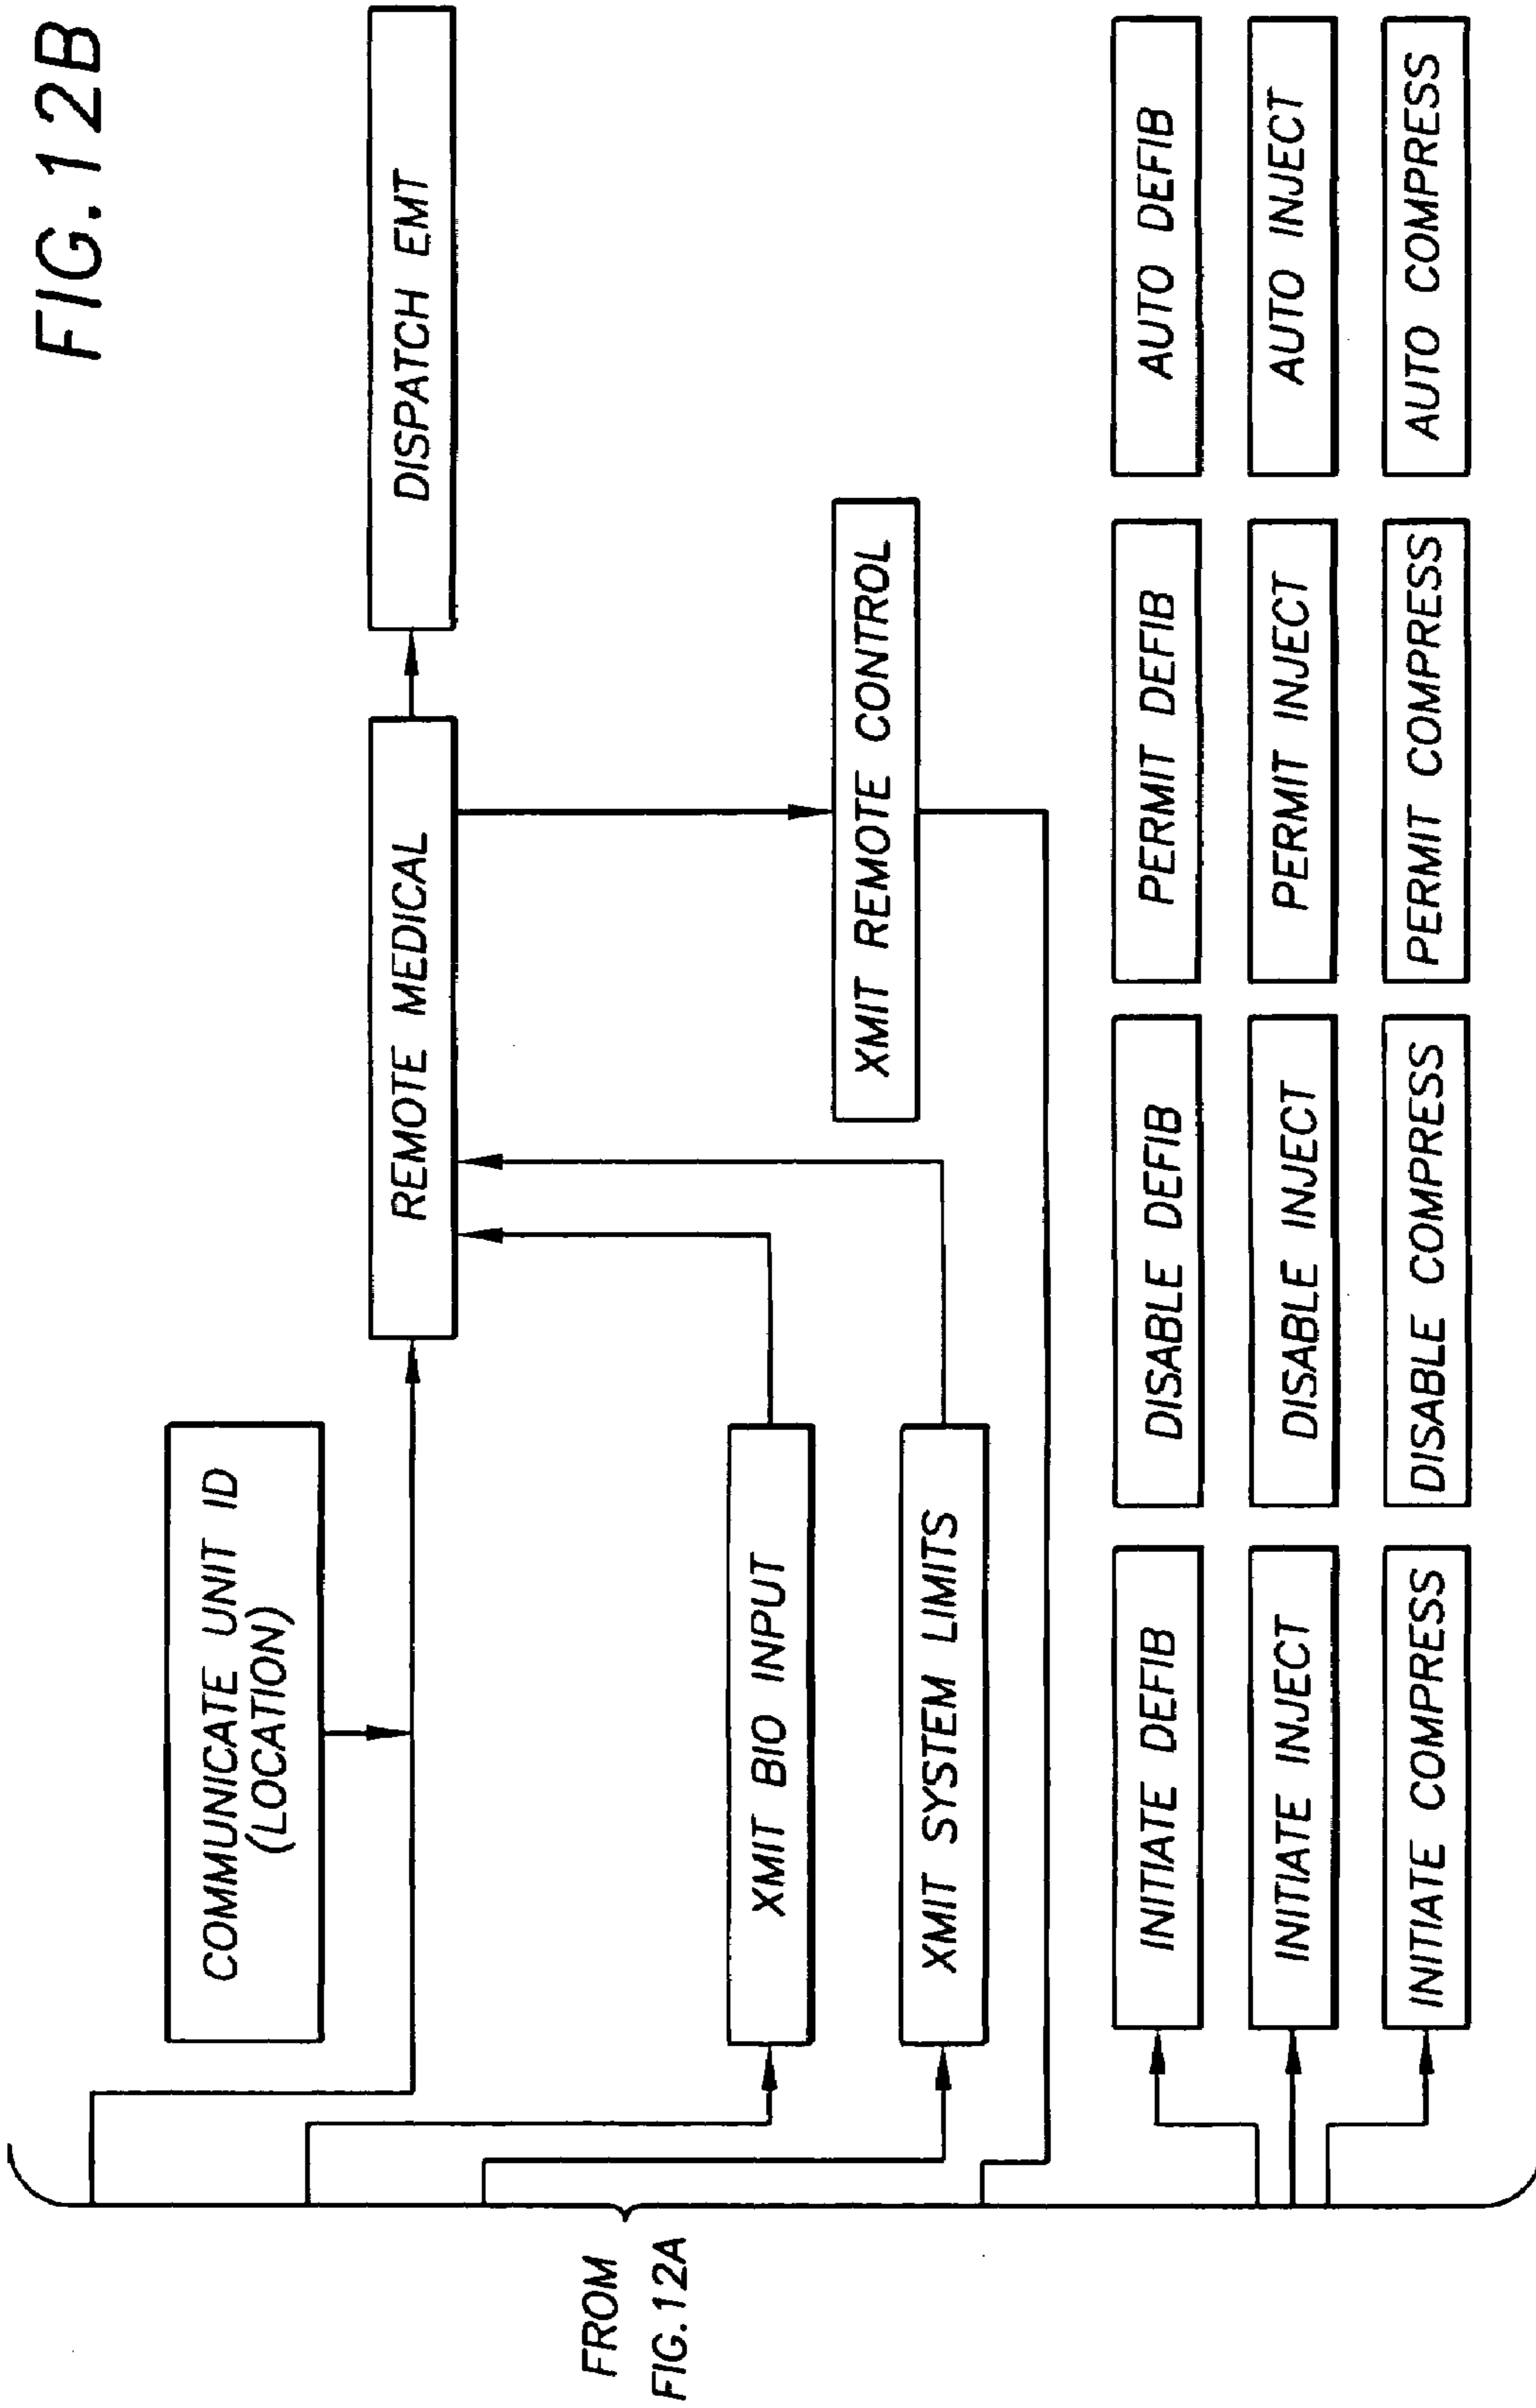 FIG.12B
COMMUNICATE UNIT ID
(LOCATION)
REMOTE MEDICAL
DISPATCH EMT
FROM
FIG.12A
XMIT BIO INPUT
XMIT REMOTE CONTROL
XMIT SYSTEM LIMITS
INITIATE DEFIB
DISABLE DEFIB
PERMIT DEFIB
AUTO DEFIB
INITIATE INJECT
DISABLE INJECT
PERMIT INJECT
AUTO INJECT
INITIATE COMPRESS
DISABLE COMPRESS
PERMIT COMPRESS
AUTO COMPRESS